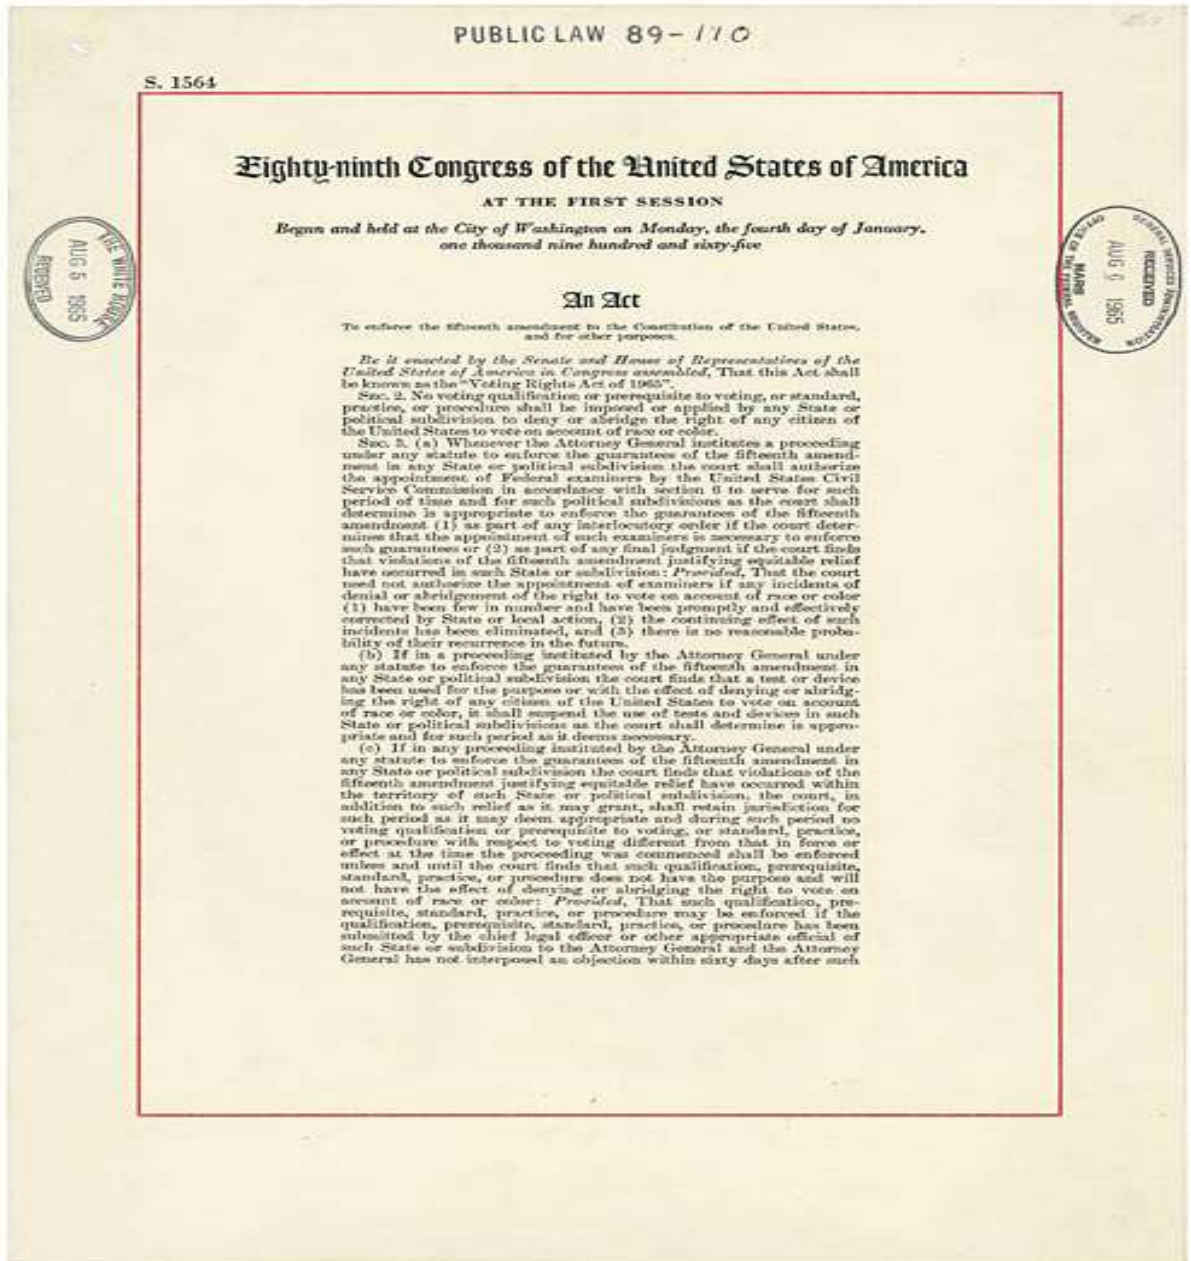 PUBLIC LAW 89-110
S. 1564
Eighty-ninth Congress of the United States of America
AT THE FIRST SESSION
Begun and held at the City of Washington on Monday, the fourth day of January,
one thousand nine hundred and sixty-five
THE WHITE HOUSE
AUG 5 1965
RECEIVED
GENERAL SERVICES ADMINISTRATION
RECEIVED
AUG 6 1965
NARS
OFFICE OF THE FEDERAL REGISTER
An Act
To enforce the fifteenth amendment to the Constitution of the United States,
and for other purposes.
Be it enacted by the Senate and House of Representatives of the
United States of America in Congress assembled, That this Act shall
be known as the "Voting Rights Act of 1965".
SEC. 2. No voting qualification or prerequisite to voting, or standard,
practice, or procedure shall be imposed or applied by any State or
political subdivision to deny or abridge the right of any citizen of
the United States to vote on account of race or color.
SEC. 3. (a) Whenever the Attorney General institutes a proceeding
under any statute to enforce the guarantees of the fifteenth amend-
ment in any State or political subdivision the court shall authorize
the appointment of Federal examiners by the United States Civil
Service Commission in accordance with section 6 to serve for such
period of time and for such political subdivisions as the court shall
determine is appropriate to enforce the guarantees of the fifteenth
amendment (1) as part of any interlocutory order if the court deter-
mines that the appointment of such examiners is necessary to enforce
such guarantees or (2) as part of any final judgment if the court finds
that violations of the fifteenth amendment justifying equitable relief
have occurred in such State or subdivision: Provided, That the court
need not authorize the appointment of examiners if any incidents of
denial or abridgement of the right to vote on account of race or color
(1) have been few in number and have been promptly and effectively
corrected by State or local action, (2) the continuing effect of such
incidents has been eliminated, and (3) there is no reasonable proba-
bility of their recurrence in the future.
(b) If in a proceeding instituted by the Attorney General under
any statute to enforce the guarantees of the fifteenth amendment in
any State or political subdivision the court finds that a test or device
has been used for the purpose or with the effect of denying or abridg-
ing the right of any citizen of the United States to vote on account
of race or color, it shall suspend the use of tests and devices in such
State or political subdivisions as the court shall determine is appro-
priate and for such period as it deems necessary.
(c) If in any proceeding instituted by the Attorney General under
any statute to enforce the guarantees of the fifteenth amendment in
any State or political subdivision the court finds that violations of the
fifteenth amendment justifying equitable relief have occurred within
the territory of such State or political subdivision, the court, in
addition to such relief as it may grant, shall retain jurisdiction for
such period as it may deem appropriate and during such period no
voting qualification or prerequisite to voting, or standard, practice,
or procedure with respect to voting different from that in force or
effect at the time the proceeding was commenced shall be enforced
unless and until the court finds that such qualification, prerequisite,
standard, practice, or procedure does not have the purpose and will
not have the effect of denying or abridging the right to vote on
account of race or color: Provided, That such qualification, pre-
requisite, standard, practice, or procedure may be enforced if the
qualification, prerequisite, standard, practice, or procedure has been
submitted by the chief legal officer or other appropriate official of
such State or subdivision to the Attorney General and the Attorney
General has not interposed an objection within sixty days after such